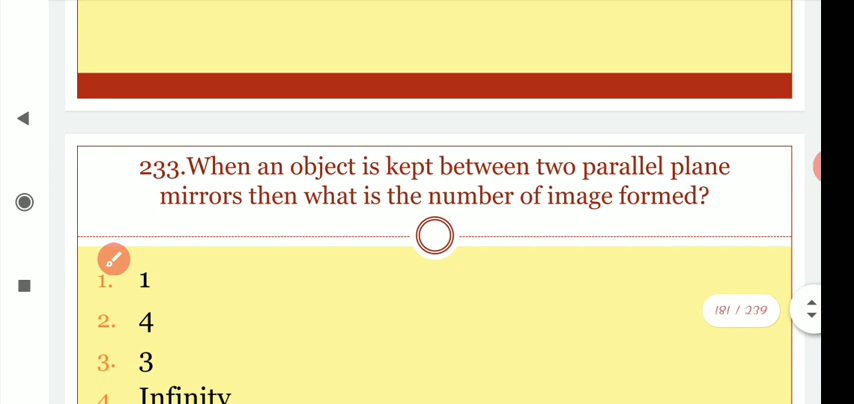 233.When an object is kept between two parallel plane
mirrors then what is the number of image formed?
1. 1
2. 4
3. 3
4. Infinity
181 / 239